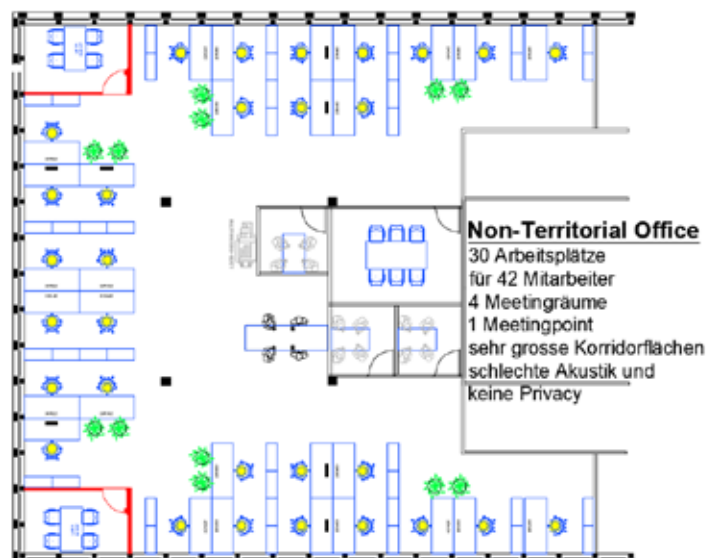 Non-Territorial Office
30 Arbeitsplätze
für 42 Mitarbeiter
4 Meetingräume
1 Meetingpoint
sehr grosse Korridorflächen
schlechte Akustik und
keine Privacy